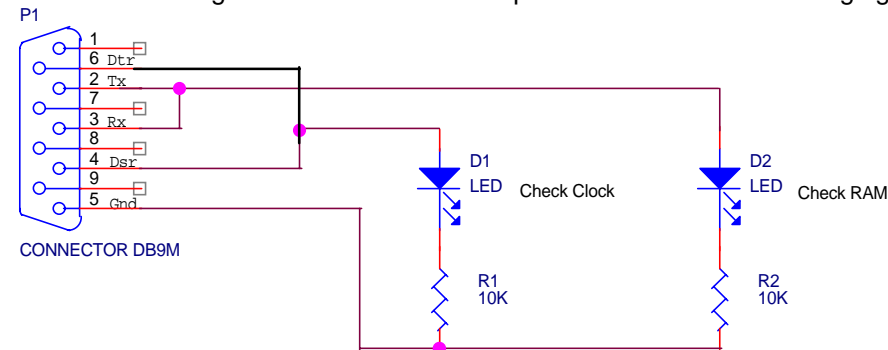 P1
1
6 Dtr
2 Tx
7
3 Rx
8
4 Dsr
9
5 Gnd
CONNECTOR DB9M
D1
LED
Check Clock
D2
LED
Check RAM
R1
10K
R2
10K